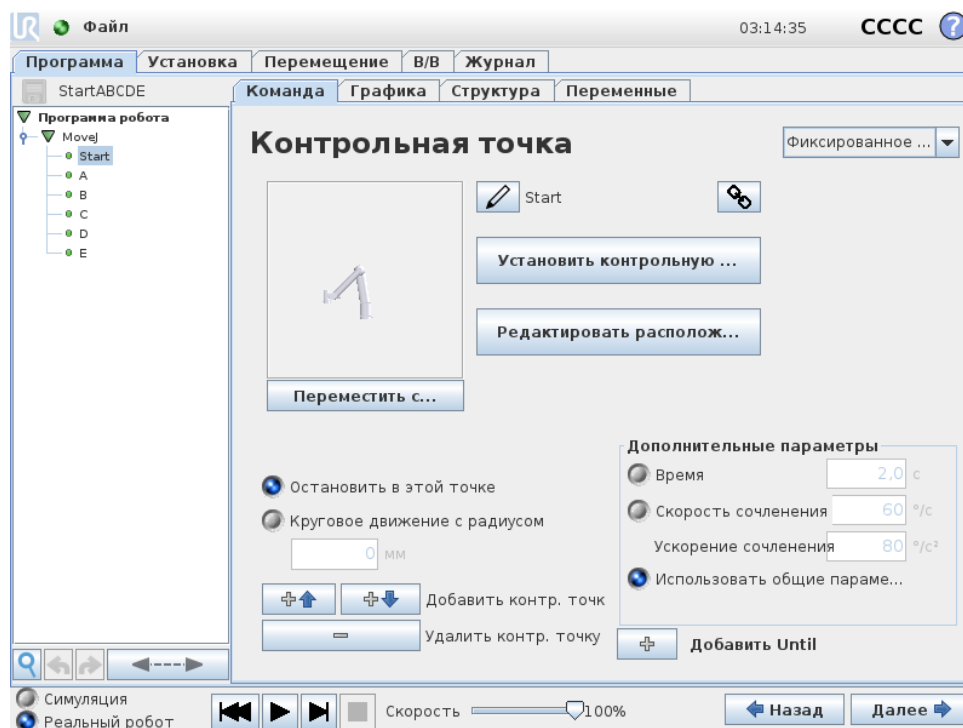 UR Файл 03:14:35 CCCC ?
Программа Установка Перемещение В/В Журнал
StartABCDE
Команда Графика Структура Переменные
Программа робота
MoveJ
Start
A
B
C
D
E
Контрольная точка
Фиксированное ...
Start
Установить контрольную ...
Редактировать располож...
Переместить с...
Остановить в этой точке
Круговое движение с радиусом
0 мм
Добавить контр. точк
Удалить контр. точку
Дополнительные параметры
Время 2,0 с
Скорость сочленения 60 °/с
Ускорение сочленения 80 °/с²
Использовать общие параме...
Добавить Until
Симуляция
Реальный робот
Скорость 100%
Назад
Далее